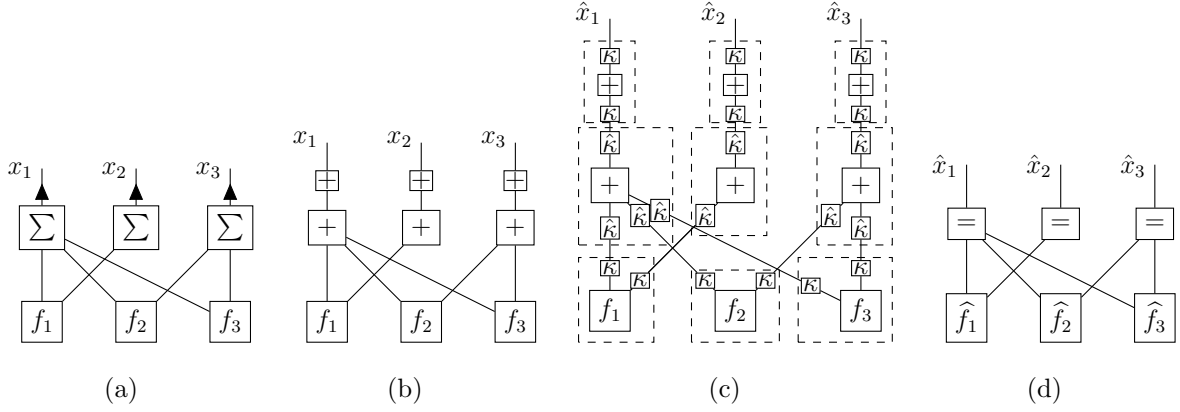 x̂₁ x̂₂ x̂₃
κ κ κ
+ + +
κ κ κ
x₁ x₂ x₃
κ̂ κ̂ κ̂
x₁ x₂ x₃
x̂₁ x̂₂ x̂₃
+ + +
+ + +
∑ ∑ ∑
+ + +
κ̂ κ̂ κ̂ κ̂
= = =
κ̂ κ̂
κ κ κ κ κ κ
f₁ f₂ f₃
f₁ f₂ f₃
f₁ f₂ f₃
f̂₁ f̂₂ f̂₃
(a) (b) (c) (d)